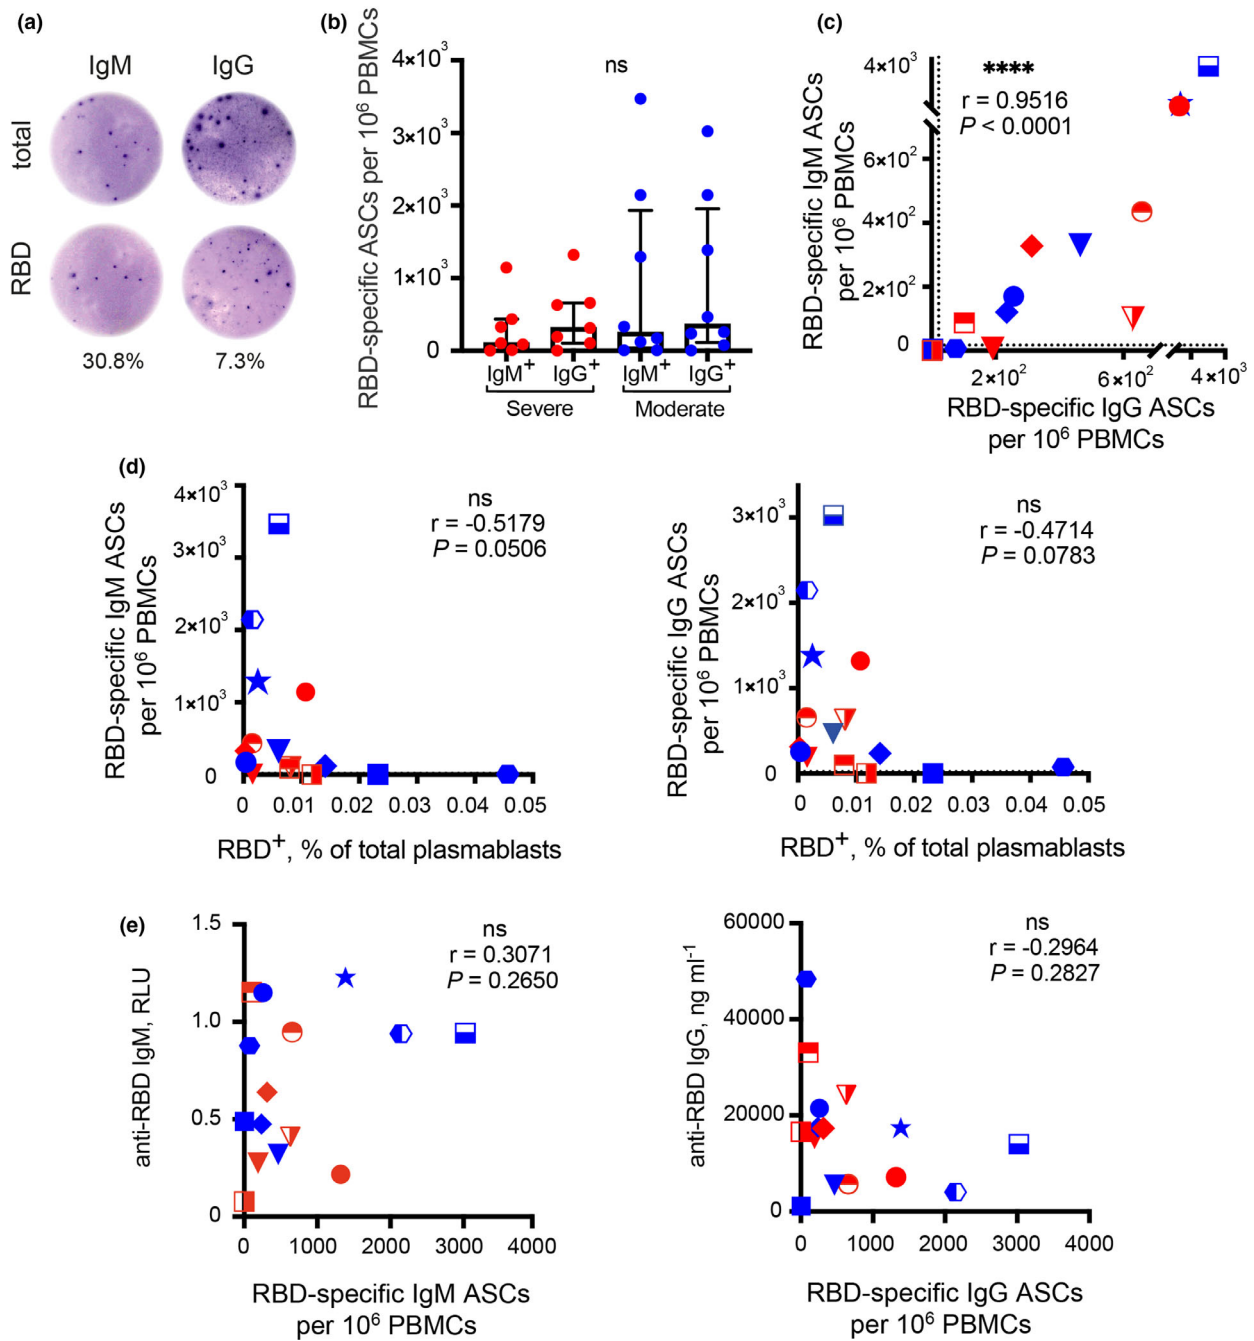 (a)
IgM IgG
total
RBD
30.8% 7.3%
(b)
RBD-specific ASCs per 10⁶ PBMCs
4×10³
3×10³
2×10³
1×10³
0
ns
IgM⁺ IgG⁺ IgM⁺ IgG⁺
Severe Moderate
(c)
RBD-specific IgM ASCs
per 10⁶ PBMCs
4×10³
6×10²
4×10²
2×10²
0
****
r = 0.9516
P < 0.0001
2×10² 6×10² 4×10³
RBD-specific IgG ASCs
per 10⁶ PBMCs
(d)
RBD-specific IgM ASCs
per 10⁶ PBMCs
4×10³
3×10³
2×10³
1×10³
0
ns
r = -0.5179
P = 0.0506
0 0.01 0.02 0.03 0.04 0.05
RBD⁺, % of total plasmablasts
RBD-specific IgG ASCs
per 10⁶ PBMCs
3×10³
2×10³
1×10³
0
ns
r = -0.4714
P = 0.0783
0 0.01 0.02 0.03 0.04 0.05
RBD⁺, % of total plasmablasts
(e)
anti-RBD IgM, RLU
1.5
1.0
0.5
0
ns
r = 0.3071
P = 0.2650
0 1000 2000 3000 4000
RBD-specific IgM ASCs
per 10⁶ PBMCs
anti-RBD IgG, ng ml⁻¹
60000
40000
20000
0
ns
r = -0.2964
P = 0.2827
0 1000 2000 3000 4000
RBD-specific IgG ASCs
per 10⁶ PBMCs